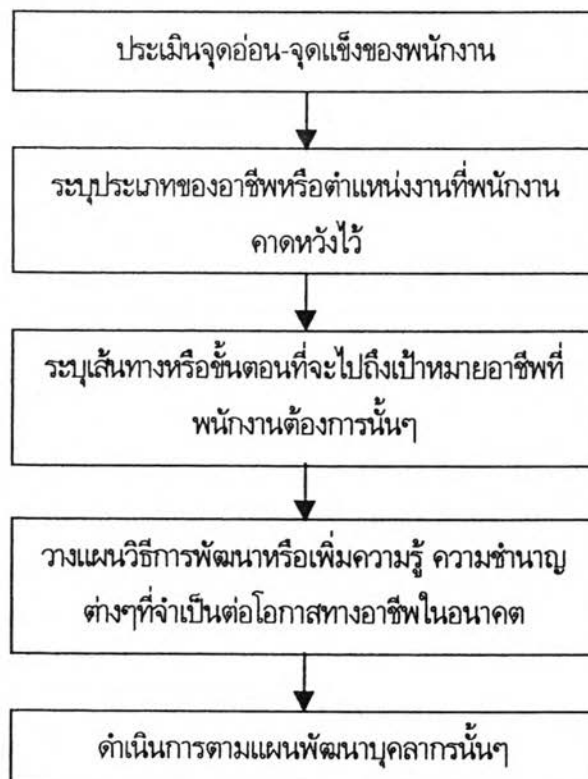 ประเมินจุดอ่อน-จุดแข็งของพนักงาน
ระบุประเภทของอาชีพหรือตำแหน่งงานที่พนักงาน
คาดหวังไว้
ระบุเส้นทางหรือขั้นตอนที่จะไปถึงเป้าหมายอาชีพที่
พนักงานต้องการนั้นๆ
วางแผนวิธีการพัฒนาหรือเพิ่มความรู้ ความชำนาญ
ต่างๆที่จำเป็นต่อโอกาสทางอาชีพในอนาคต
ดำเนินการตามแผนพัฒนาบุคลากรนั้นๆ